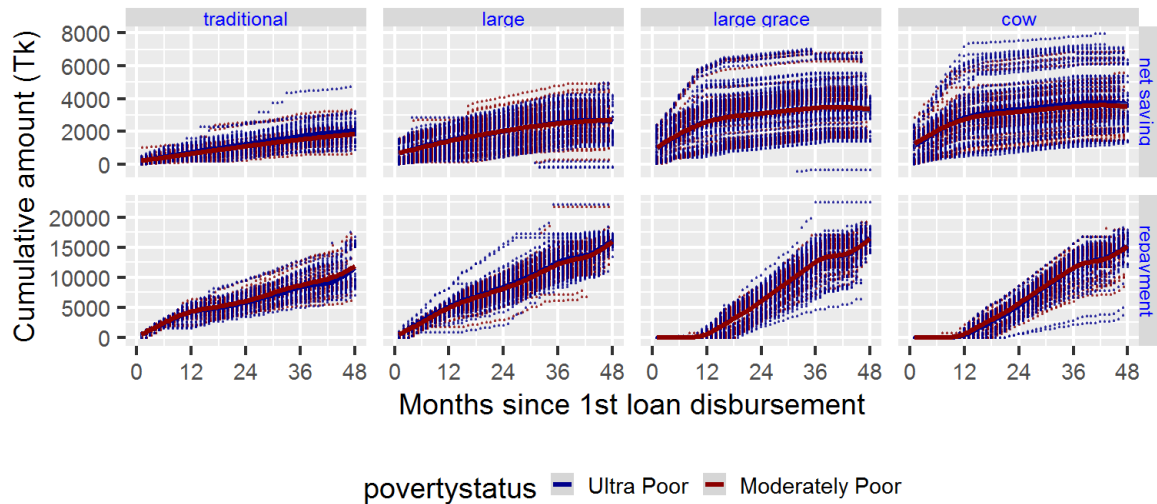 traditional large large grace cow
Cumulative amount (Tk)
8000
6000
4000
2000
0
net saving
20000
15000
10000
5000
0
repayment
0 12 24 36 48 0 12 24 36 48 0 12 24 36 48 0 12 24 36 48
Months since 1st loan disbursement
povertystatus Ultra Poor Moderately Poor